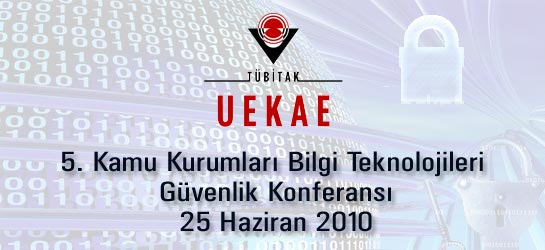 TÜBİTAK
UEKAE
5. Kamu Kurumları Bilgi Teknolojileri
Güvenlik Konferansı
25 Haziran 2010